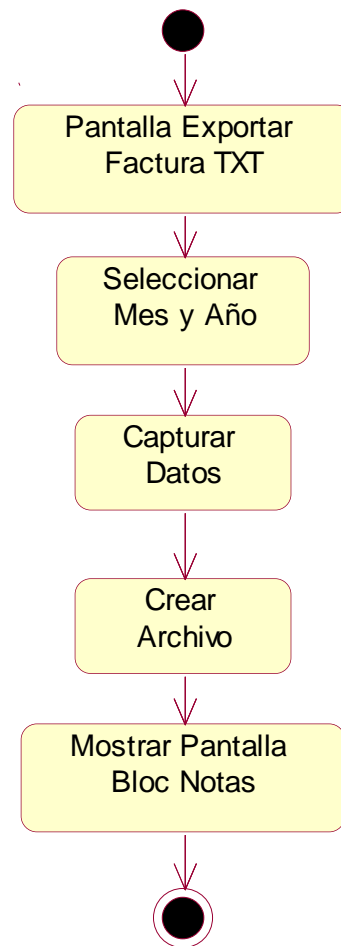 Pantalla Exportar
Factura TXT
Seleccionar
Mes y Año
Capturar
Datos
Crear
Archivo
Mostrar Pantalla
Bloc Notas